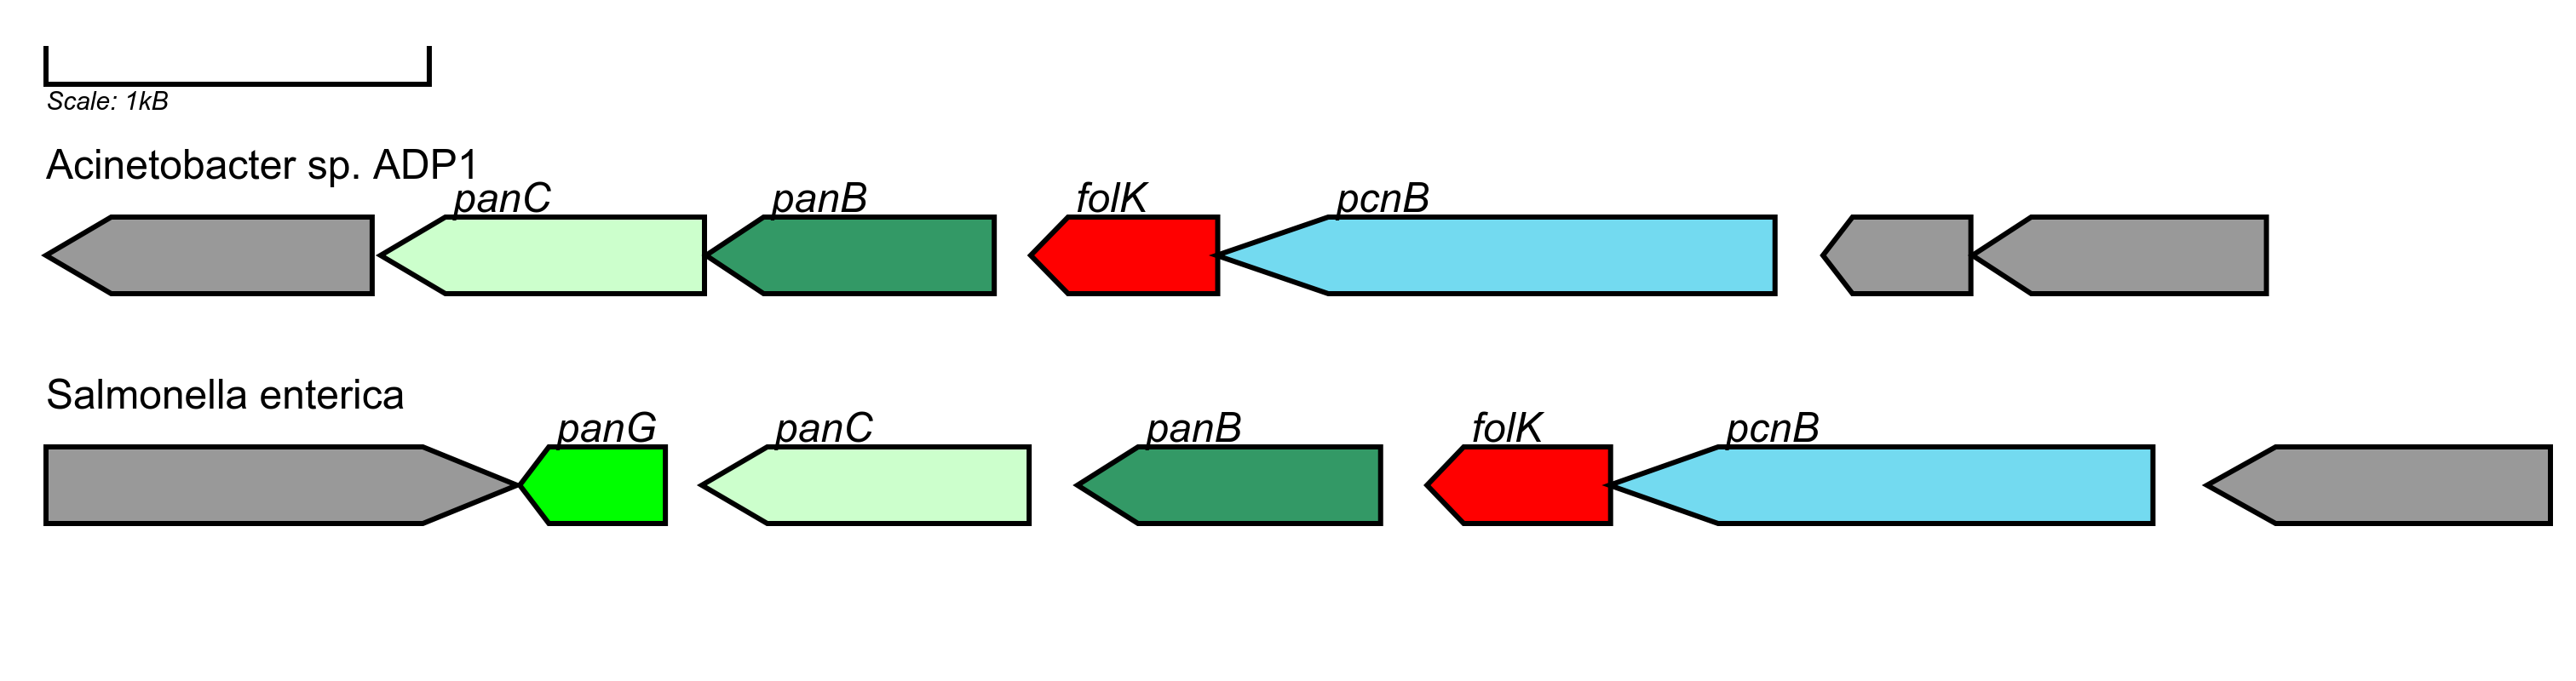 Scale: 1kB
Acinetobacter sp. ADP1
panC panB folK pcnB
Salmonella enterica
panG panC panB folK pcnB